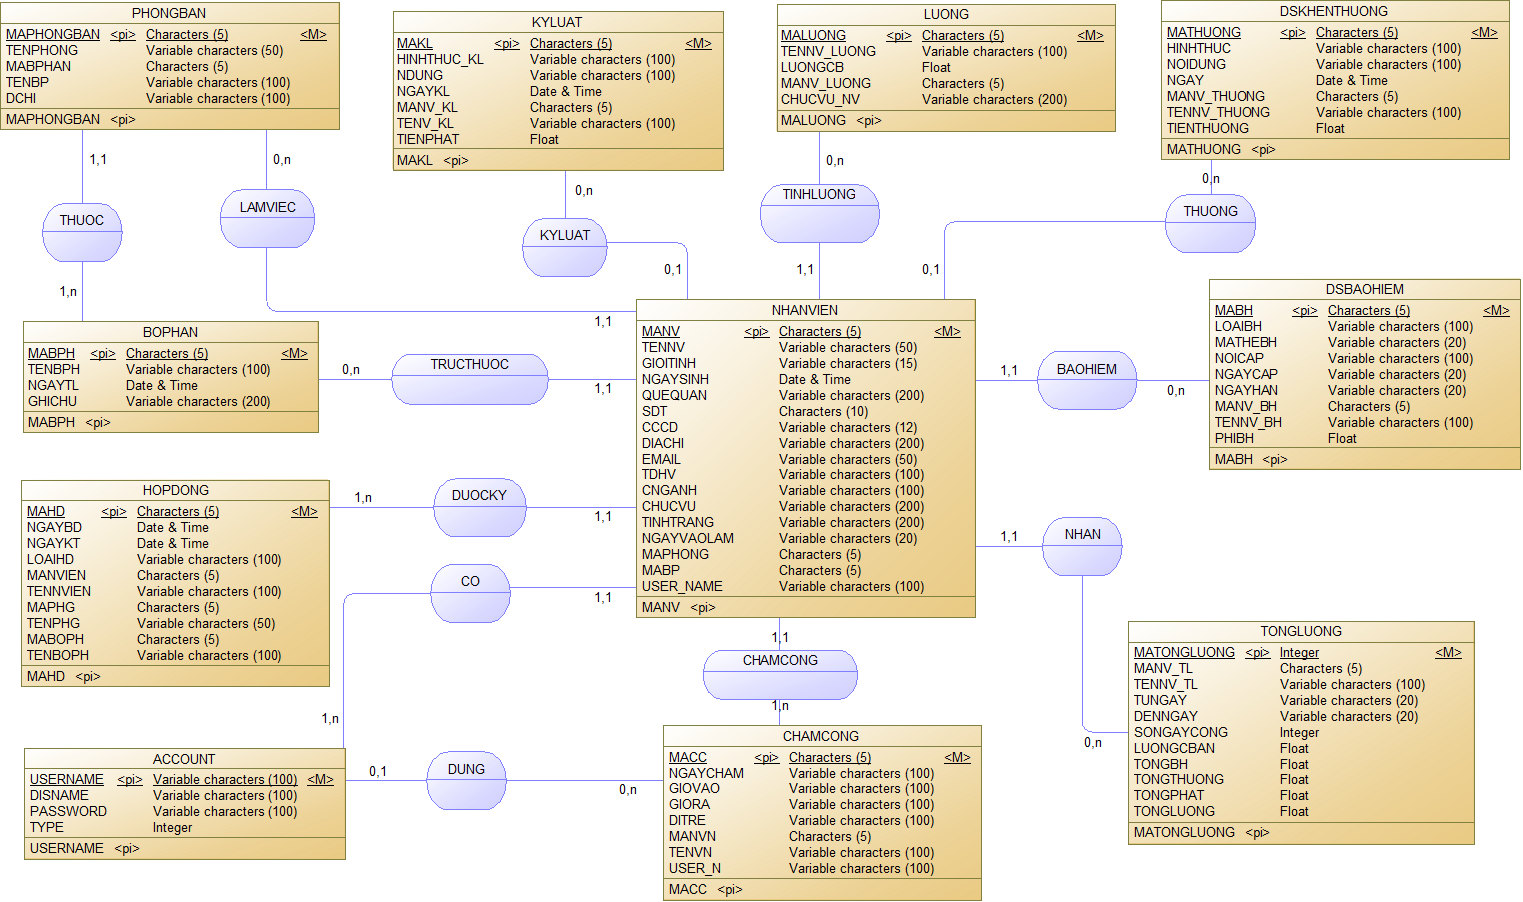 PHONGBAN
MAPHONGBAN <pi> Characters (5) <M>
TENPHONG Variable characters (50)
MABPHAN Characters (5)
TENBP Variable characters (100)
DCHI Variable characters (100)
MAPHONGBAN <pi>
KYLUAT
MAKL <pi> Characters (5) <M>
HINHTHUC_KL Variable characters (100)
NDUNG Variable characters (100)
NGAYKL Date & Time
MANV_KL Characters (5)
TENV_KL Variable characters (100)
TIENPHAT Float
MAKL <pi>
LUONG
MALUONG <pi> Characters (5) <M>
TENNV_LUONG Variable characters (100)
LUONGCB Float
MANV_LUONG Characters (5)
CHUCVU_NV Variable characters (200)
MALUONG <pi>
DSKHENTHUONG
MATHUONG <pi> Characters (5) <M>
HINHTHUC Variable characters (100)
NOIDUNG Variable characters (100)
NGAY Date & Time
MANV_THUONG Characters (5)
TENNV_THUONG Variable characters (100)
TIENTHUONG Float
MATHUONG <pi>
1,1
0,n
0,n
0,n
0,n
THUOC
LAMVIEC
KYLUAT
TINHLUONG
THUONG
1,n
1,1
0,1
1,1
0,1
BOPHAN
MABPH <pi> Characters (5) <M>
TENBPH Variable characters (100)
NGAYTL Date & Time
GHICHU Variable characters (200)
MABPH <pi>
0,n
TRUCTHUOC
1,1
NHANVIEN
MANV <pi> Characters (5) <M>
TENNV Variable characters (50)
GIOITINH Variable characters (15)
NGAYSINH Date & Time
QUEQUAN Variable characters (200)
SDT Characters (10)
CCCD Variable characters (12)
DIACHI Variable characters (200)
EMAIL Variable characters (50)
TDHV Variable characters (100)
CNGANH Variable characters (100)
CHUCVU Variable characters (200)
TINHTRANG Variable characters (200)
NGAYVAOLAM Variable characters (20)
MAPHONG Characters (5)
MABP Characters (5)
USER_NAME Variable characters (100)
MANV <pi>
1,1
BAOHIEM
0,n
DSBAOHIEM
MABH <pi> Characters (5) <M>
LOAIBH Variable characters (100)
MATHEBH Variable characters (20)
NOICAP Variable characters (100)
NGAYCAP Variable characters (20)
NGAYHAN Variable characters (20)
MANV_BH Characters (5)
TENNV_BH Variable characters (100)
PHIBH Float
MABH <pi>
HOPDONG
MAHD <pi> Characters (5) <M>
NGAYBD Date & Time
NGAYKT Date & Time
LOAIHD Variable characters (100)
MANVIEN Characters (5)
TENNVIEN Variable characters (100)
MAPHG Characters (5)
TENPHG Variable characters (50)
MABOPH Characters (5)
TENBOPH Variable characters (100)
MAHD <pi>
1,n
DUOCKY
1,1
CO
1,1
1,n
1,1
NHAN
0,n
1,1
CHAMCONG
1,n
TONGLUONG
MATONGLUONG <pi> Integer <M>
MANV_TL Characters (5)
TENNV_TL Variable characters (100)
TUNGAY Variable characters (20)
DENNGAY Variable characters (20)
SONGAYCONG Integer
LUONGCBAN Float
TONGBH Float
TONGTHUONG Float
TONGPHAT Float
TONGLUONG Float
MATONGLUONG <pi>
ACCOUNT
USERNAME <pi> Variable characters (100) <M>
DISNAME Variable characters (100)
PASSWORD Variable characters (100)
TYPE Integer
USERNAME <pi>
0,1
DUNG
0,n
CHAMCONG
MACC <pi> Characters (5) <M>
NGAYCHAM Variable characters (100)
GIOVAO Variable characters (100)
GIORA Variable characters (100)
DITRE Variable characters (100)
MANVN Characters (5)
TENVN Variable characters (100)
USER_N Variable characters (100)
MACC <pi>